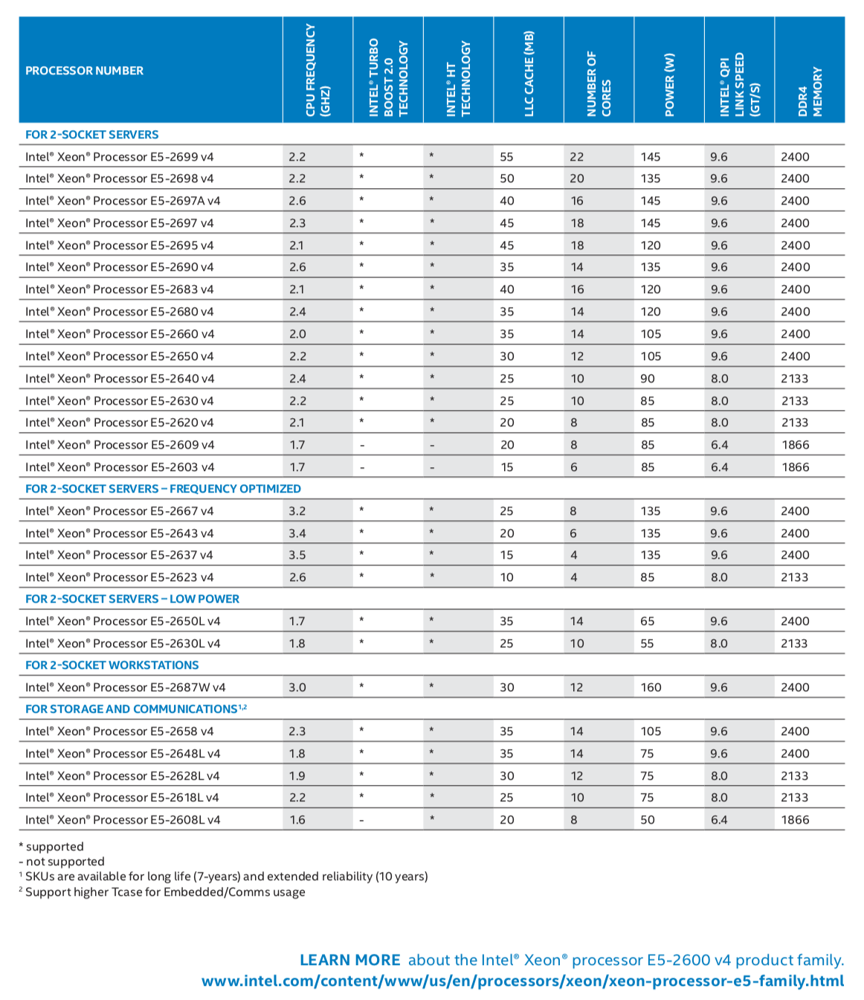 PROCESSOR NUMBER CPU FREQUENCY (GHZ) INTEL® TURBO BOOST 2.0 TECHNOLOGY INTEL® HT TECHNOLOGY LLC CACHE (MB) NUMBER OF CORES POWER (W) INTEL® QPI LINK SPEED (GT/S) DDR4 MEMORY
FOR 2-SOCKET SERVERS
Intel® Xeon® Processor E5-2699 v4 2.2 * * 55 22 145 9.6 2400
Intel® Xeon® Processor E5-2698 v4 2.2 * * 50 20 135 9.6 2400
Intel® Xeon® Processor E5-2697A v4 2.6 * * 40 16 145 9.6 2400
Intel® Xeon® Processor E5-2697 v4 2.3 * * 45 18 145 9.6 2400
Intel® Xeon® Processor E5-2695 v4 2.1 * * 45 18 120 9.6 2400
Intel® Xeon® Processor E5-2690 v4 2.6 * * 35 14 135 9.6 2400
Intel® Xeon® Processor E5-2683 v4 2.1 * * 40 16 120 9.6 2400
Intel® Xeon® Processor E5-2680 v4 2.4 * * 35 14 120 9.6 2400
Intel® Xeon® Processor E5-2660 v4 2.0 * * 35 14 105 9.6 2400
Intel® Xeon® Processor E5-2650 v4 2.2 * * 30 12 105 9.6 2400
Intel® Xeon® Processor E5-2640 v4 2.4 * * 25 10 90 8.0 2133
Intel® Xeon® Processor E5-2630 v4 2.2 * * 25 10 85 8.0 2133
Intel® Xeon® Processor E5-2620 v4 2.1 * * 20 8 85 8.0 2133
Intel® Xeon® Processor E5-2609 v4 1.7 - - 20 8 85 6.4 1866
Intel® Xeon® Processor E5-2603 v4 1.7 - - 15 6 85 6.4 1866
FOR 2-SOCKET SERVERS – FREQUENCY OPTIMIZED
Intel® Xeon® Processor E5-2667 v4 3.2 * * 25 8 135 9.6 2400
Intel® Xeon® Processor E5-2643 v4 3.4 * * 20 6 135 9.6 2400
Intel® Xeon® Processor E5-2637 v4 3.5 * * 15 4 135 9.6 2400
Intel® Xeon® Processor E5-2623 v4 2.6 * * 10 4 85 8.0 2133
FOR 2-SOCKET SERVERS – LOW POWER
Intel® Xeon® Processor E5-2650L v4 1.7 * * 35 14 65 9.6 2400
Intel® Xeon® Processor E5-2630L v4 1.8 * * 25 10 55 8.0 2133
FOR 2-SOCKET WORKSTATIONS
Intel® Xeon® Processor E5-2687W v4 3.0 * * 30 12 160 9.6 2400
FOR STORAGE AND COMMUNICATIONS¹,²
Intel® Xeon® Processor E5-2658 v4 2.3 * * 35 14 105 9.6 2400
Intel® Xeon® Processor E5-2648L v4 1.8 * * 35 14 75 9.6 2400
Intel® Xeon® Processor E5-2628L v4 1.9 * * 30 12 75 8.0 2133
Intel® Xeon® Processor E5-2618L v4 2.2 * * 25 10 75 8.0 2133
Intel® Xeon® Processor E5-2608L v4 1.6 - * 20 8 50 6.4 1866
* supported
- not supported
¹ SKUs are available for long life (7-years) and extended reliability (10 years)
² Support higher Tcase for Embedded/Comms usage
LEARN MORE about the Intel® Xeon® processor E5-2600 v4 product family.
www.intel.com/content/www/us/en/processors/xeon/xeon-processor-e5-family.html